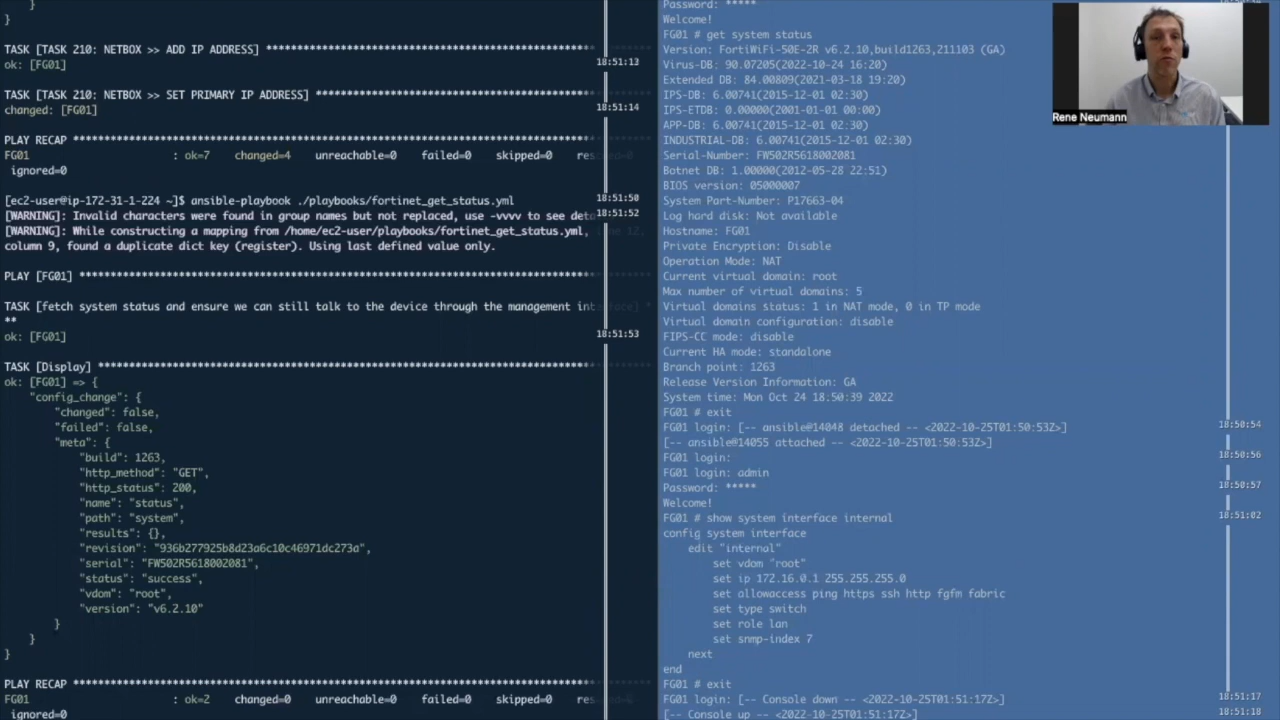 }
}
TASK [TASK 210: NETBOX >> ADD IP ADDRESS] ****************************************************
ok: [FG01]
18:51:13
TASK [TASK 210: NETBOX >> SET PRIMARY IP ADDRESS] ********************************************
changed: [FG01]
18:51:14
PLAY RECAP ***********************************************************************************
FG01 : ok=7 changed=4 unreachable=0 failed=0 skipped=0
ignored=0
[ec2-user@ip-172-31-1-224 ~]$ ansible-playbook ./playbooks/fortinet_get_status.yml
18:51:50
[WARNING]: Invalid characters were found in group names but not replaced, use -vvvv to see
18:51:52
[WARNING]: While constructing a mapping from /home/ec2-user/playbooks/fortinet_get_status.yml,
column 9, found a duplicate dict key (register). Using last defined value only.
PLAY [FG01] **********************************************************************************
TASK [fetch system status and ensure we can still talk to the device through the management interface] *
**
ok: [FG01]
18:51:53
TASK [Display] *******************************************************************************
ok: [FG01] => {
"config_change": {
"changed": false,
"failed": false,
"meta": {
"build": 1263,
"http_method": "GET",
"http_status": 200,
"name": "status",
"path": "system",
"results": {},
"revision": "936b277925b8d23a6c10c46971dc273a",
"serial": "FW502R5618002081",
"status": "success",
"vdom": "root",
"version": "v6.2.10"
}
}
}
PLAY RECAP ***********************************************************************************
FG01 : ok=2 changed=0 unreachable=0 failed=0 skipped=0
ignored=0
Password: *****
Welcome!
FG01 # get system status
Version: FortiWiFi-50E-2R v6.2.10,build1263,211103 (GA)
Virus-DB: 90.07205(2022-10-24 16:20)
Extended DB: 84.00809(2021-03-18 19:20)
IPS-DB: 6.00741(2015-12-01 02:30)
IPS-ETDB: 0.00000(2001-01-01 00:00)
APP-DB: 6.00741(2015-12-01 02:30)
INDUSTRIAL-DB: 6.00741(2015-12-01 02:30)
Serial-Number: FW502R5618002081
Botnet DB: 1.00000(2012-05-28 22:51)
BIOS version: 05000007
System Part-Number: P17663-04
Log hard disk: Not available
Hostname: FG01
Private Encryption: Disable
Operation Mode: NAT
Current virtual domain: root
Max number of virtual domains: 5
Virtual domains status: 1 in NAT mode, 0 in TP mode
Virtual domain configuration: disable
FIPS-CC mode: disable
Current HA mode: standalone
Branch point: 1263
Release Version Information: GA
System time: Mon Oct 24 18:50:39 2022
FG01 # exit
FG01 login: [-- ansible@14048 detached -- <2022-10-25T01:50:53Z>]
18:50:54
[-- ansible@14055 attached -- <2022-10-25T01:50:53Z>]
FG01 login:
18:50:56
FG01 login: admin
Password: *****
18:50:57
Welcome!
FG01 # show system interface internal
18:51:02
config system interface
edit "internal"
set vdom "root"
set ip 172.16.0.1 255.255.255.0
set allowaccess ping https ssh http fgfm fabric
set type switch
set role lan
set snmp-index 7
next
end
FG01 # exit
FG01 login: [-- Console down -- <2022-10-25T01:51:17Z>]
18:51:17
[-- Console up -- <2022-10-25T01:51:17Z>]
18:51:18
Rene Neumann